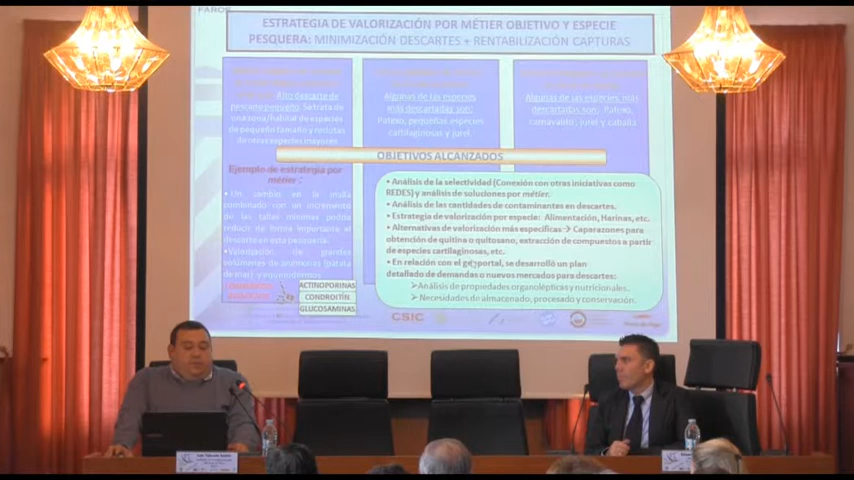 FAROS
ESTRATEGIA DE VALORIZACIÓN POR MÉTIER OBJETIVO Y ESPECIE
PESQUERA: MINIMIZACIÓN DESCARTES + RENTABILIZACIÓN CAPTURAS
Alto descarte de
pescado pequeño. Se trata de
una zona/hábitat de especies
de pequeño tamaño y reclutas
de otras especies mayores
Algunas de las especies
más descartadas son:
Patexo, pequeñas especies
cartilaginosas y jurel.
Algunas de las especies más
descartadas son: Patexo,
jurel y caballa
OBJETIVOS ALCANZADOS
Ejemplo de estrategia por
métier :
• Un cambio en la malla
combinado con un incremento
de las tallas mínimas podría
reducir de forma importante el
descarte en esta pesquería.
• Valorización de grandes
volúmenes de anémonas (patata
de mar) y equinodermos
ACTINOPORINAS
CONDROITÍN
GLUCOSAMINAS
• Análisis de la selectividad (Conexión con otras iniciativas como
REDES) y análisis de soluciones por métier.
• Análisis de las cantidades de contaminantes en descartes.
• Estrategia de valorización por especie: Alimentación, Harinas, etc.
• Alternativas de valorización más específicas→ Caparazones para
obtención de quitina o quitosano, extracción de compuestos a partir
de especies cartilaginosas, etc.
• En relación con el geoportal, se desarrolló un plan
detallado de demandas o nuevos mercados para descartes:
➢Análisis de propiedades organolépticas y nutricionales.
➢Necesidades de almacenado, procesado y conservación.
CSIC